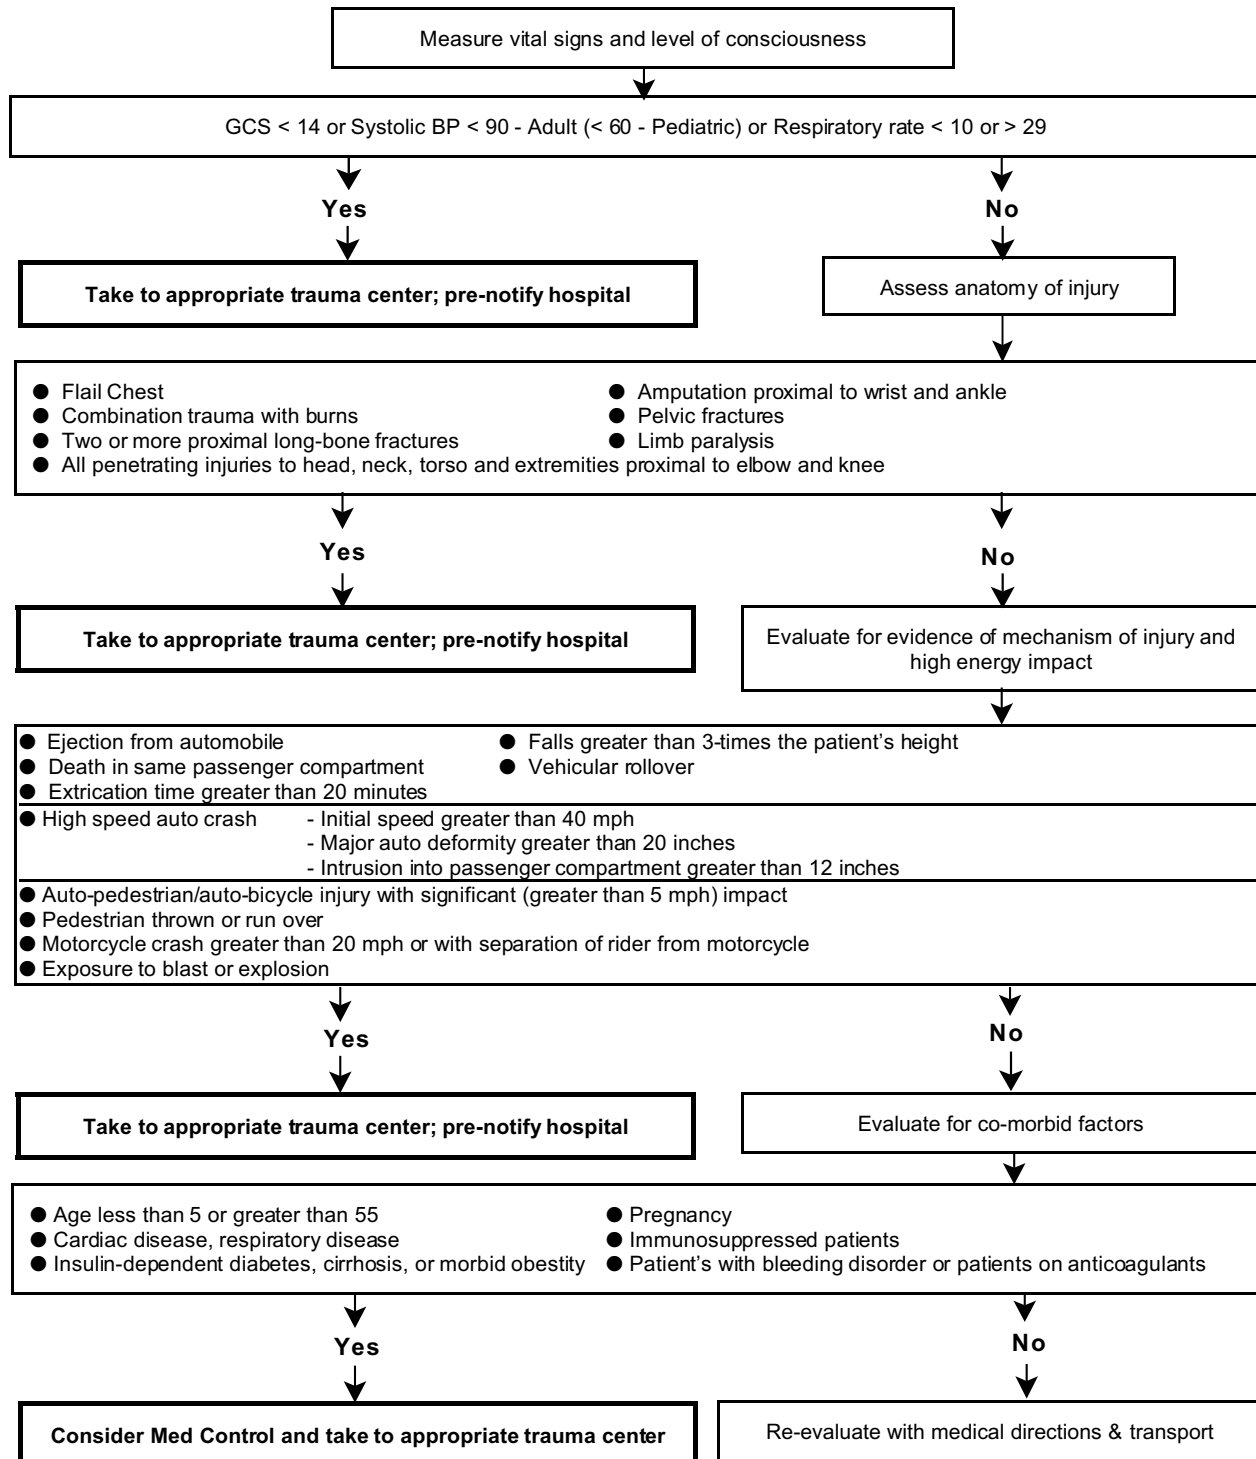 Measure vital signs and level of consciousness
GCS < 14 or Systolic BP < 90 - Adult (< 60 - Pediatric) or Respiratory rate < 10 or > 29
Yes
No
Take to appropriate trauma center; pre-notify hospital
Assess anatomy of injury
● Flail Chest
● Amputation proximal to wrist and ankle
● Combination trauma with burns
● Pelvic fractures
● Two or more proximal long-bone fractures
● Limb paralysis
● All penetrating injuries to head, neck, torso and extremities proximal to elbow and knee
Yes
No
Take to appropriate trauma center; pre-notify hospital
Evaluate for evidence of mechanism of injury and
high energy impact
● Ejection from automobile
● Falls greater than 3-times the patient's height
● Death in same passenger compartment
● Vehicular rollover
● Extrication time greater than 20 minutes
● High speed auto crash - Initial speed greater than 40 mph
- Major auto deformity greater than 20 inches
- Intrusion into passenger compartment greater than 12 inches
● Auto-pedestrian/auto-bicycle injury with significant (greater than 5 mph) impact
● Pedestrian thrown or run over
● Motorcycle crash greater than 20 mph or with separation of rider from motorcycle
● Exposure to blast or explosion
Yes
No
Take to appropriate trauma center; pre-notify hospital
Evaluate for co-morbid factors
● Age less than 5 or greater than 55
● Pregnancy
● Cardiac disease, respiratory disease
● Immunosuppressed patients
● Insulin-dependent diabetes, cirrhosis, or morbid obestity
● Patient's with bleeding disorder or patients on anticoagulants
Yes
No
Consider Med Control and take to appropriate trauma center
Re-evaluate with medical directions & transport